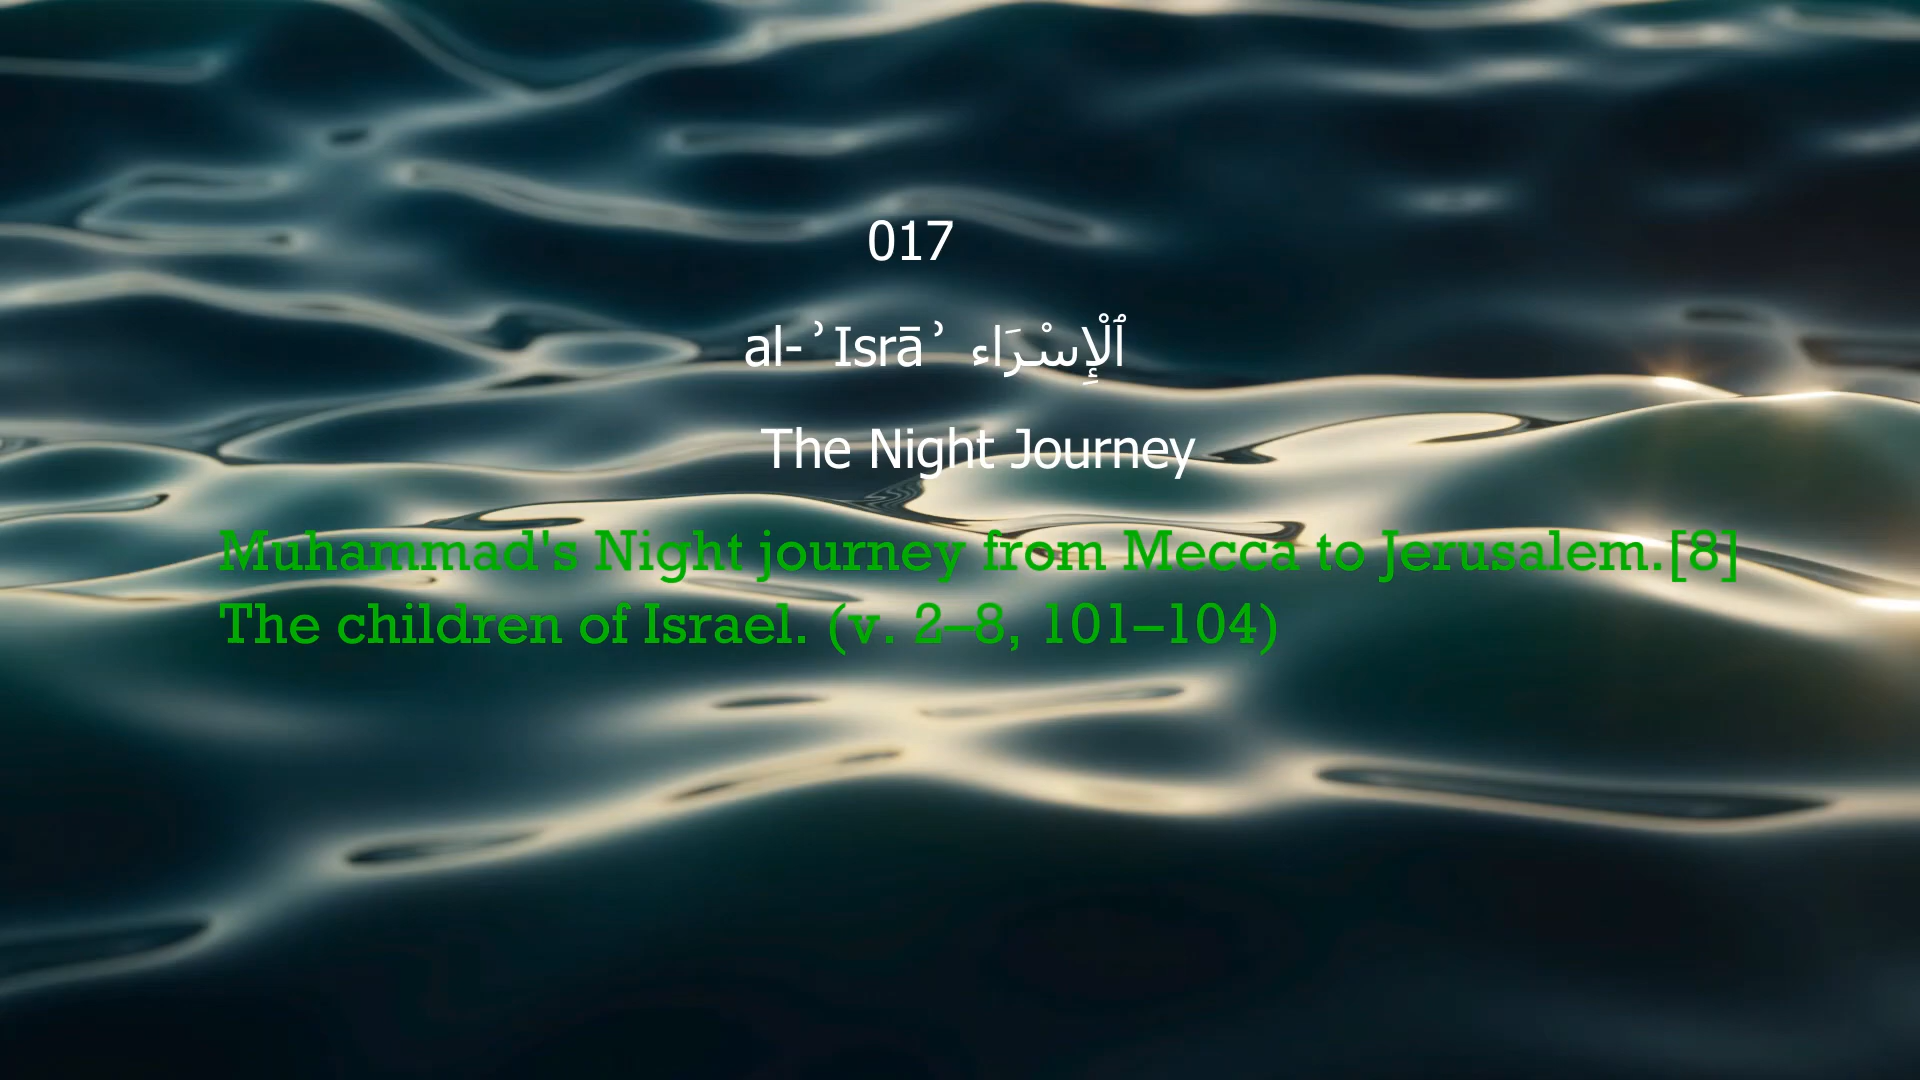 017
al-ʾIsrāʾ ٱلْإِسْـرَاء
The Night Journey
Muhammad's Night journey from Mecca to Jerusalem.[8]
The children of Israel. (v. 2–8, 101–104)